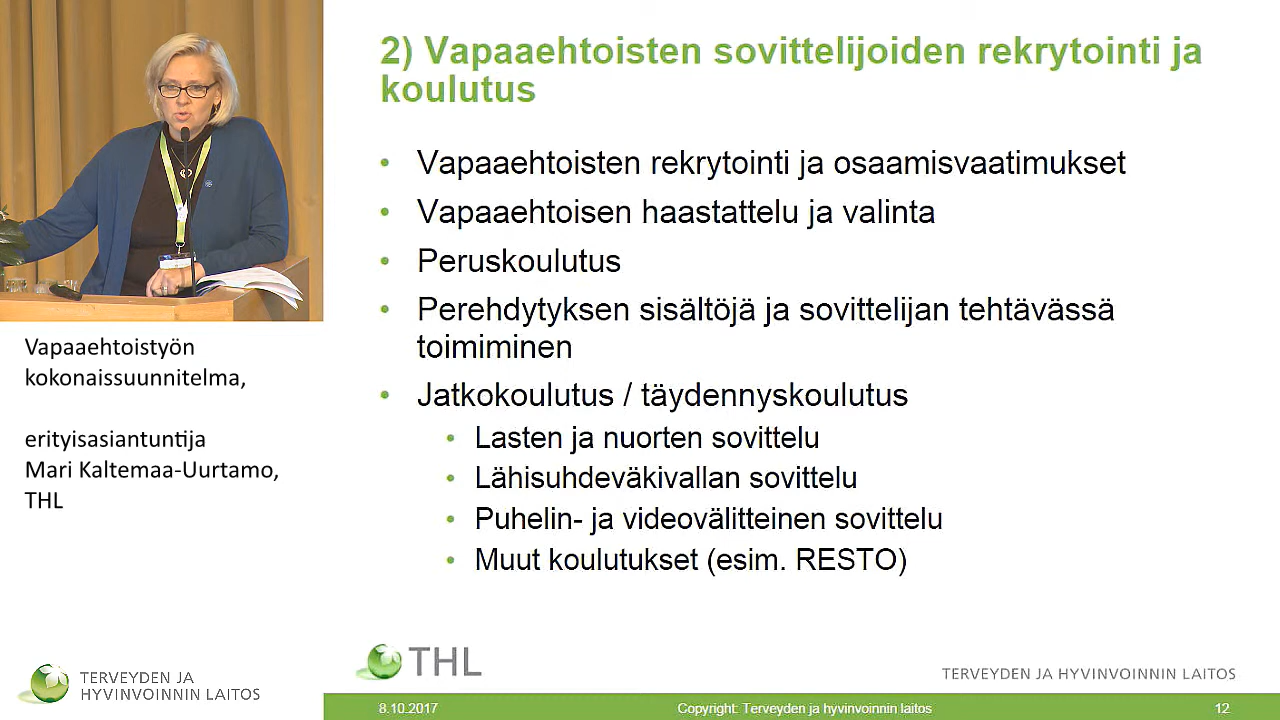 2) Vapaaehtoisten sovittelijoiden rekrytointi ja
koulutus
• Vapaaehtoisten rekrytointi ja osaamisvaatimukset
• Vapaaehtoisen haastattelu ja valinta
• Peruskoulutus
• Perehdytyksen sisältöjä ja sovittelijan tehtävässä
toimiminen
• Jatkokoulutus / täydennyskoulutus
• Lasten ja nuorten sovittelu
• Lähisuhdeväkivallan sovittelu
• Puhelin- ja videovälitteinen sovittelu
• Muut koulutukset (esim. RESTO)
Vapaaehtoistyön
kokonaissuunnitelma,
erityisasiantuntija
Mari Kaltemaa-Uurtamo,
THL
TERVEYDEN JA
HYVINVOINNIN LAITOS
THL
TERVEYDEN JA HYVINVOINNIN LAITOS
8.10.2017
Copyright: Terveyden ja hyvinvoinnin laitos
12